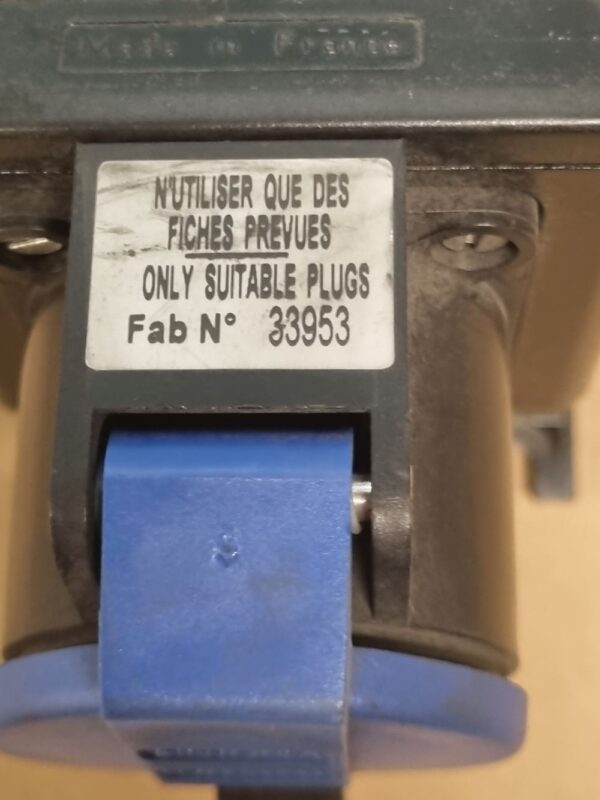 Made in France
N'UTILISER QUE DES
FICHES PREVUES
ONLY SUITABLE PLUGS
Fab N° 33953